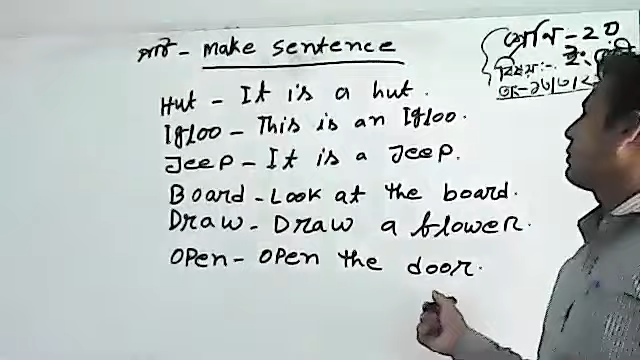 পাঠ - Make Sentence
Hut - It is a hut.
Igloo - This is an Igloo.
Jeep - It is a Jeep.
Board - Look at the board.
Draw - Draw a blower.
Open - Open the door.